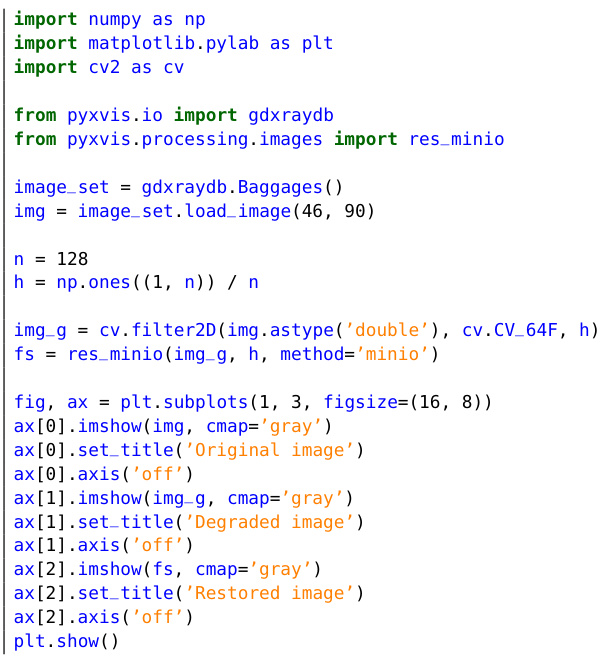 import numpy as np
import matplotlib.pylab as plt
import cv2 as cv

from pyxvis.io import gdxraydb
from pyxvis.processing.images import res_minio

image_set = gdxraydb.Baggages()
img = image_set.load_image(46, 90)

n = 128
h = np.ones((1, n)) / n

img_g = cv.filter2D(img.astype(’double’), cv.CV_64F, h)
fs = res_minio(img_g, h, method=’minio’)

fig, ax = plt.subplots(1, 3, figsize=(16, 8))
ax[0].imshow(img, cmap=’gray’)
ax[0].set_title(’Original image’)
ax[0].axis(’off’)
ax[1].imshow(img_g, cmap=’gray’)
ax[1].set_title(’Degraded image’)
ax[1].axis(’off’)
ax[2].imshow(fs, cmap=’gray’)
ax[2].set_title(’Restored image’)
ax[2].axis(’off’)
plt.show()